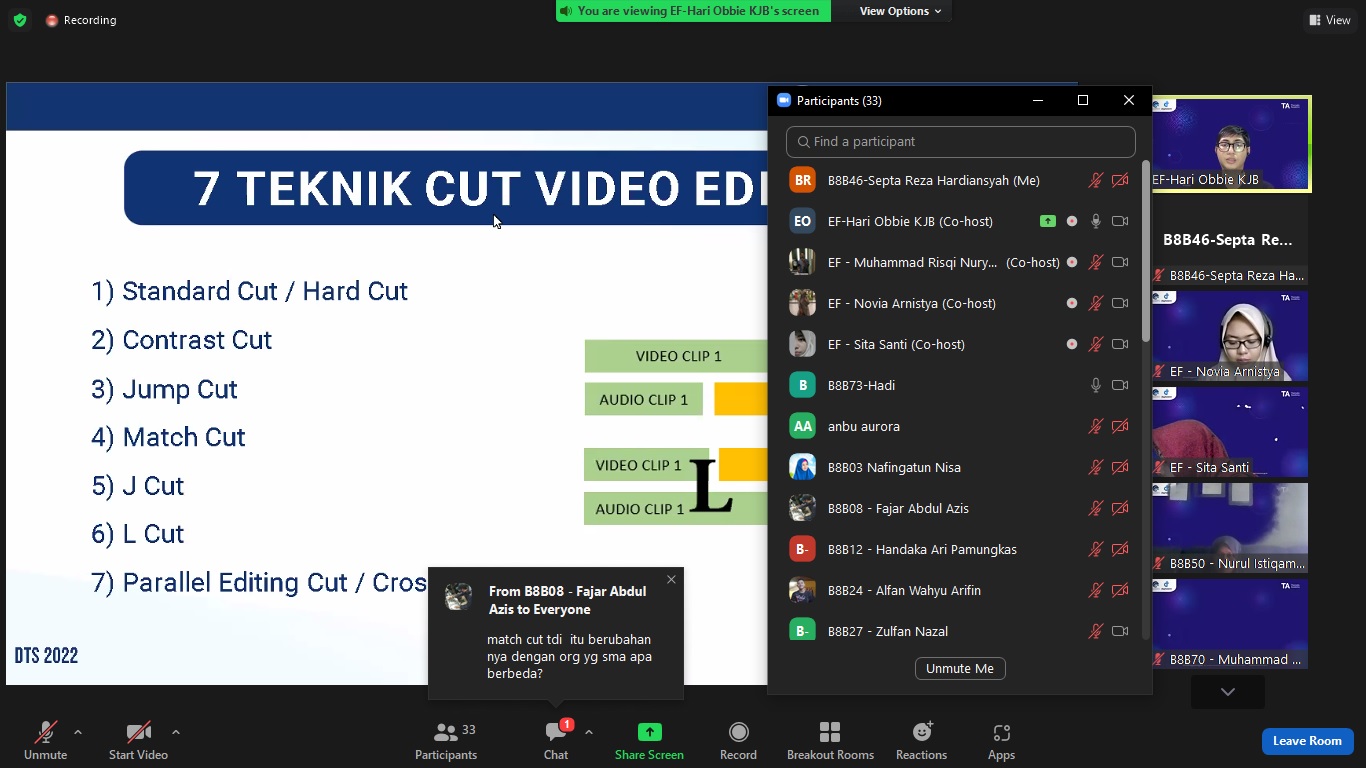 Recording
You are viewing EF-Hari Obbie KJB's screen
View Options
View
7 TEKNIK CUT VIDEO EDI
1) Standard Cut / Hard Cut
2) Contrast Cut
3) Jump Cut
4) Match Cut
5) J Cut
6) L Cut
7) Parallel Editing Cut / Cros
DTS 2022
VIDEO CLIP 1
AUDIO CLIP 1
VIDEO CLIP 1
AUDIO CLIP 1
L
From B8B08 - Fajar Abdul
Azis to Everyone
match cut tdi itu berubahan
nya dengan org yg sma apa
berbeda?
Participants (33)
Find a participant
BR B8B46-Septa Reza Hardiansyah (Me)
EO EF-Hari Obbie KJB (Co-host)
EF - Muhammad Risqi Nury... (Co-host)
EF - Novia Arnistya (Co-host)
EF - Sita Santi (Co-host)
B B8B73-Hadi
AA anbu aurora
B8B03 Nafingatun Nisa
B8B08 - Fajar Abdul Azis
B- B8B12 - Handaka Ari Pamungkas
B8B24 - Alfan Wahyu Arifin
B- B8B27 - Zulfan Nazal
Unmute Me
TA
EF-Hari Obbie KJB
B8B46-Septa Re...
B8B46-Septa Reza Ha...
TA
EF - Novia Arnistya
TA
EF - Sita Santi
TA
B8B50 - Nurul Istiqam...
TA
B8B70 - Muhammad ...
Unmute
Start Video
33
Participants
1
Chat
Share Screen
Record
Breakout Rooms
Reactions
Apps
Leave Room